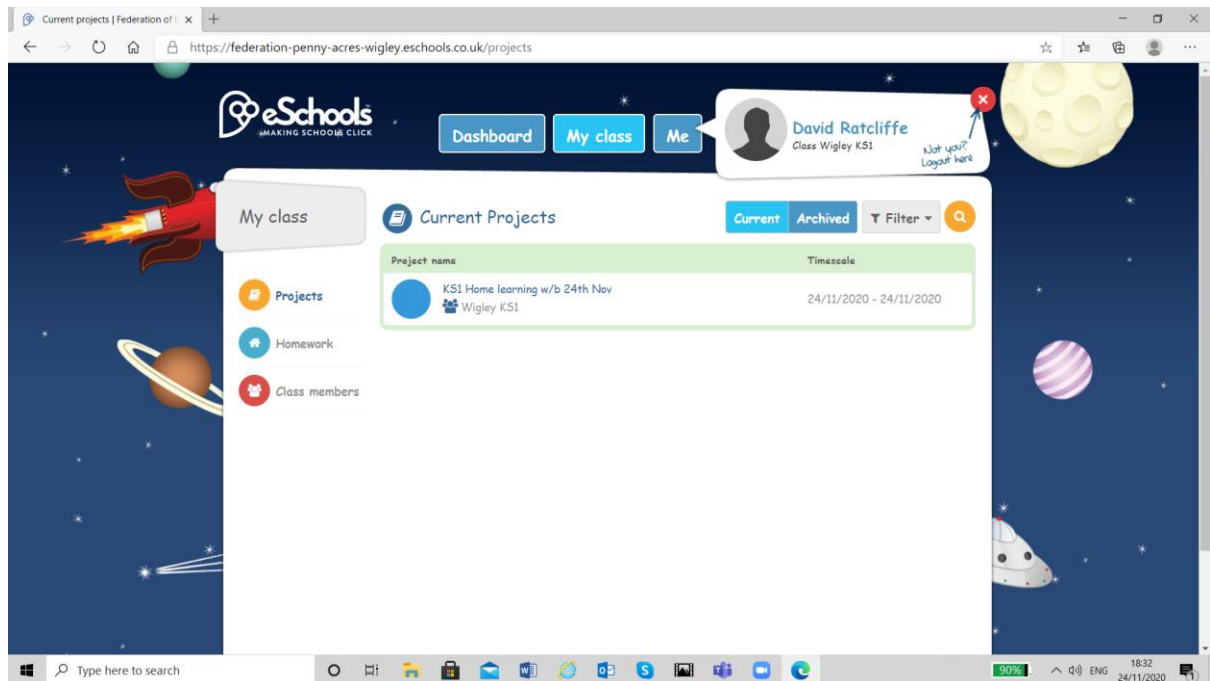 Current projects | Federation of
https://federation-penny-acres-wigley.eschools.co.uk/projects
eSchools
MAKING SCHOOLS CLICK
Dashboard
My class
Me
David Ratcliffe
Class Wigley KS1
Not you?
Logout here
My class
Current Projects
Current
Archived
Filter
Project name
Timescale
KS1 Home learning w/b 24th Nov
Wigley KS1
24/11/2020 - 24/11/2020
Projects
Homework
Class members
Type here to search
90%
ENG
18:32
24/11/2020